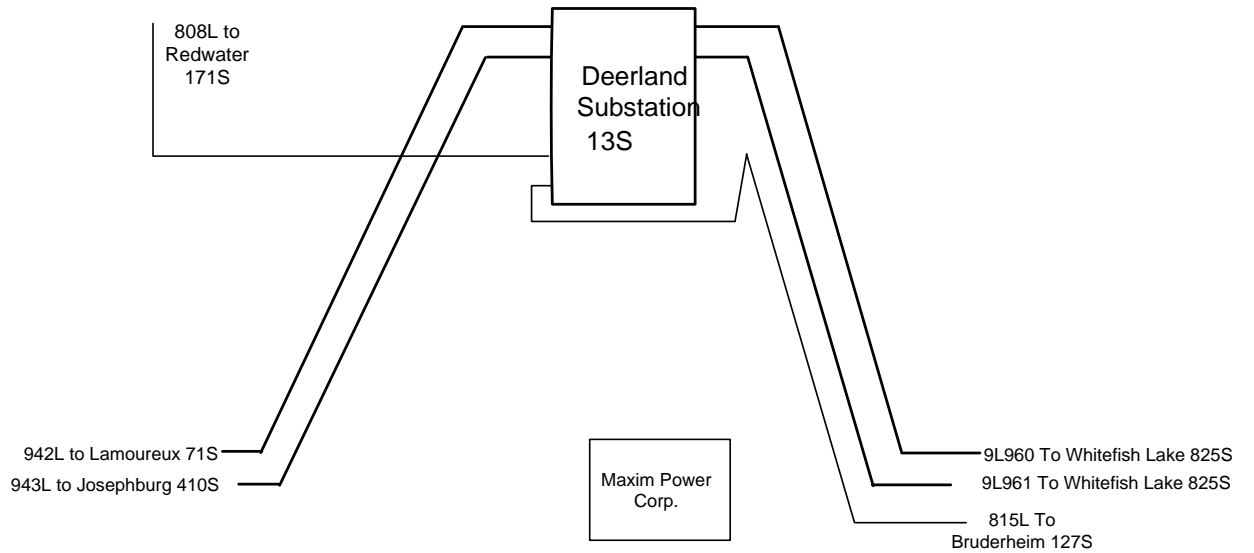 808L to
Redwater
171S
Deerland
Substation
13S
942L to Lamoureux 71S
943L to Josephburg 410S
Maxim Power
Corp.
9L960 To Whitefish Lake 825S
9L961 To Whitefish Lake 825S
815L To
Bruderheim 127S